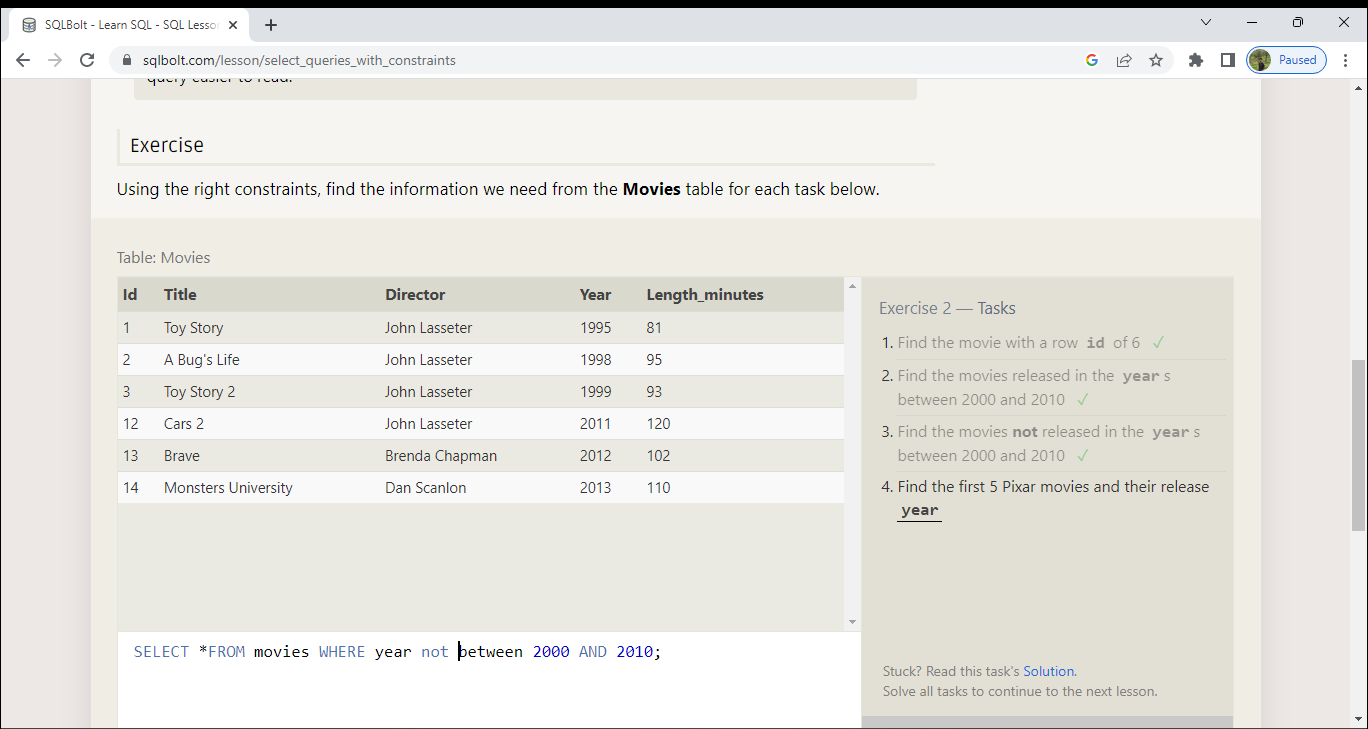 SQLBolt - Learn SQL - SQL Lesso
sqlbolt.com/lesson/select_queries_with_constraints
Paused
query easier to read.
Exercise
Using the right constraints, find the information we need from the Movies table for each task below.
Table: Movies
Id Title Director Year Length_minutes
1 Toy Story John Lasseter 1995 81
2 A Bug's Life John Lasseter 1998 95
3 Toy Story 2 John Lasseter 1999 93
12 Cars 2 John Lasseter 2011 120
13 Brave Brenda Chapman 2012 102
14 Monsters University Dan Scanlon 2013 110
SELECT *FROM movies WHERE year not between 2000 AND 2010;
Exercise 2 — Tasks
1. Find the movie with a row id of 6 ✓
2. Find the movies released in the year s
between 2000 and 2010 ✓
3. Find the movies not released in the year s
between 2000 and 2010 ✓
4. Find the first 5 Pixar movies and their release
year
Stuck? Read this task's Solution.
Solve all tasks to continue to the next lesson.